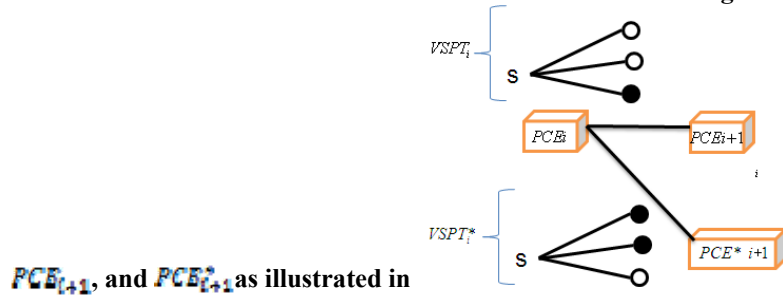 VSPTi
S
PCEi
PCEi+1
i
VSPTi*
S
PCE* i+1
PCEi+1, and PCE*i+1 as illustrated in